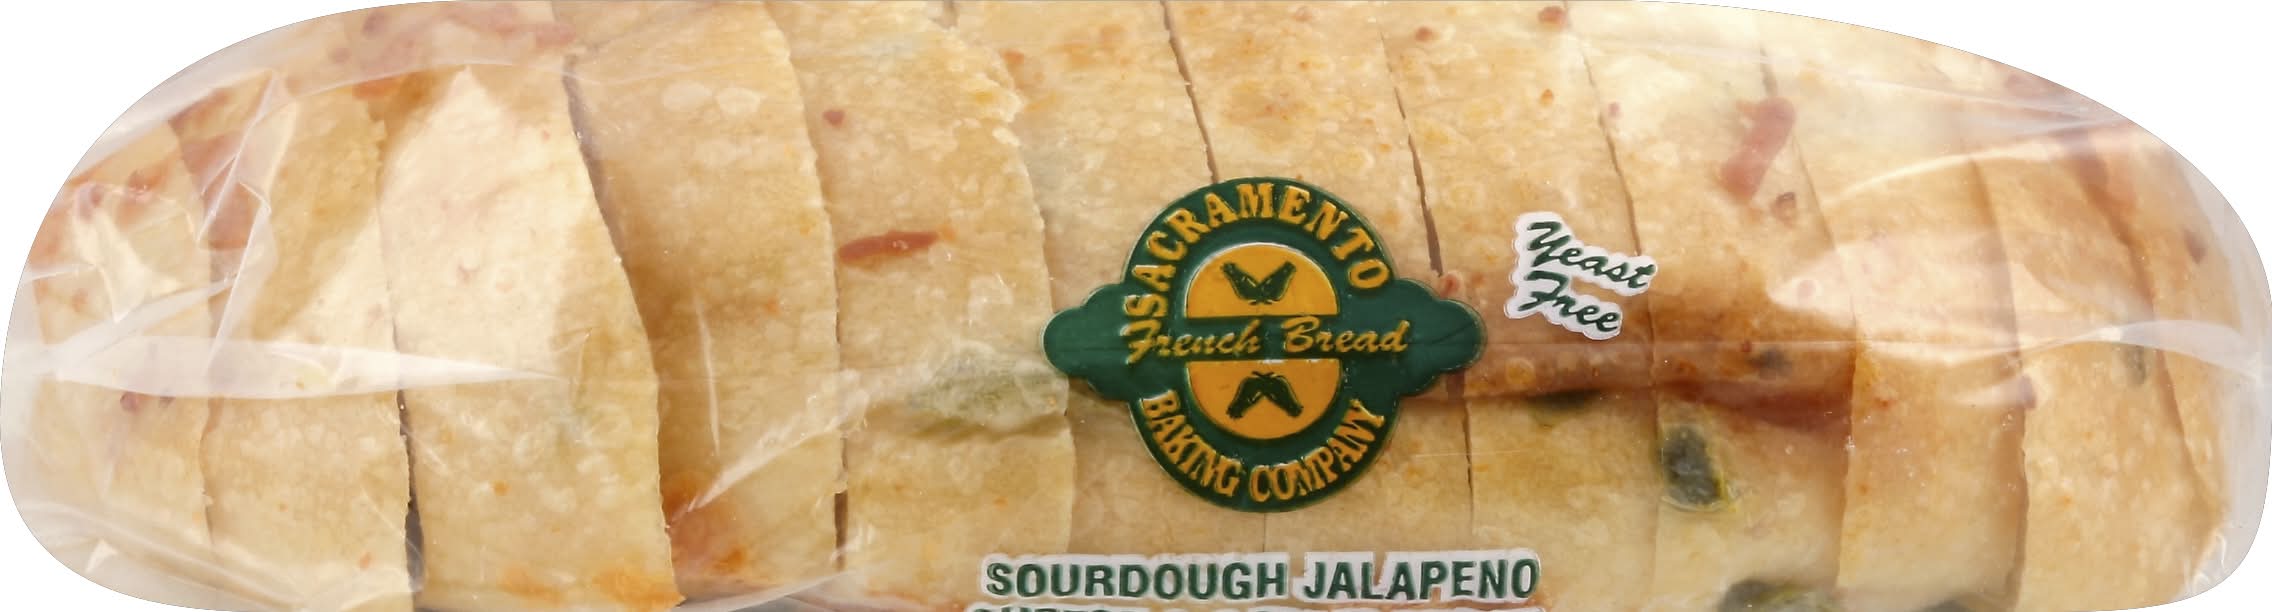 SACRAMENTO
French Bread
BAKING COMPANY
Yeast
Free
SOURDOUGH JALAPENO